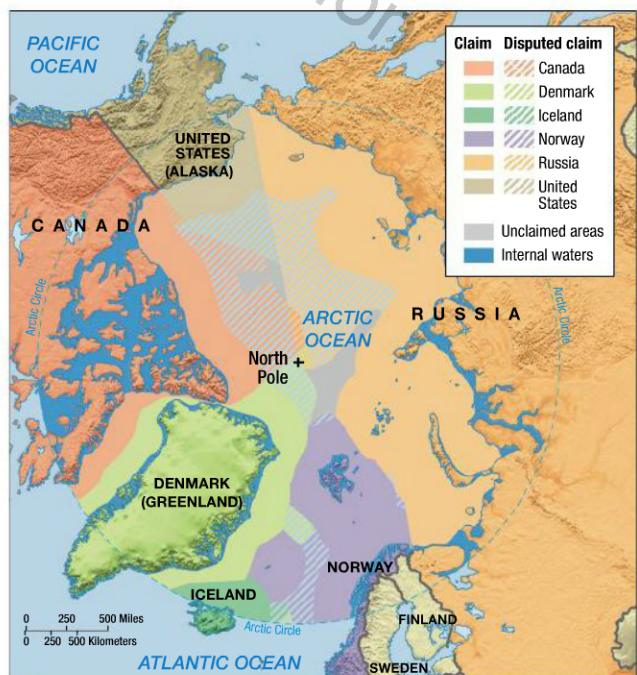 PACIFIC
OCEAN
Claim Disputed claim
Canada
Denmark
Iceland
Norway
Russia
United
States
Unclaimed areas
Internal waters
UNITED
STATES
(ALASKA)
CANADA
Arctic Circle
RUSSIA
Arctic Circle
ARCTIC
OCEAN
North
Pole
DENMARK
(GREENLAND)
NORWAY
ICELAND
FINLAND
0 250 500 Miles
0 250 500 Kilometers
Arctic Circle
ATLANTIC OCEAN
SWEDEN